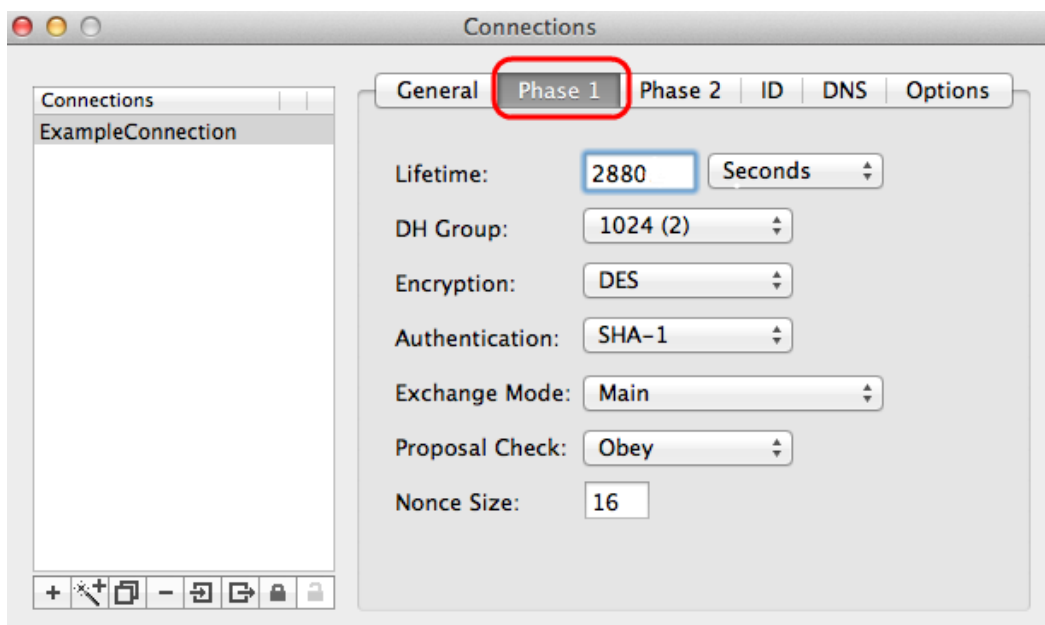 Connections
Connections
ExampleConnection
General Phase 1 Phase 2 ID DNS Options
Lifetime: 2880 Seconds
DH Group: 1024 (2)
Encryption: DES
Authentication: SHA-1
Exchange Mode: Main
Proposal Check: Obey
Nonce Size: 16